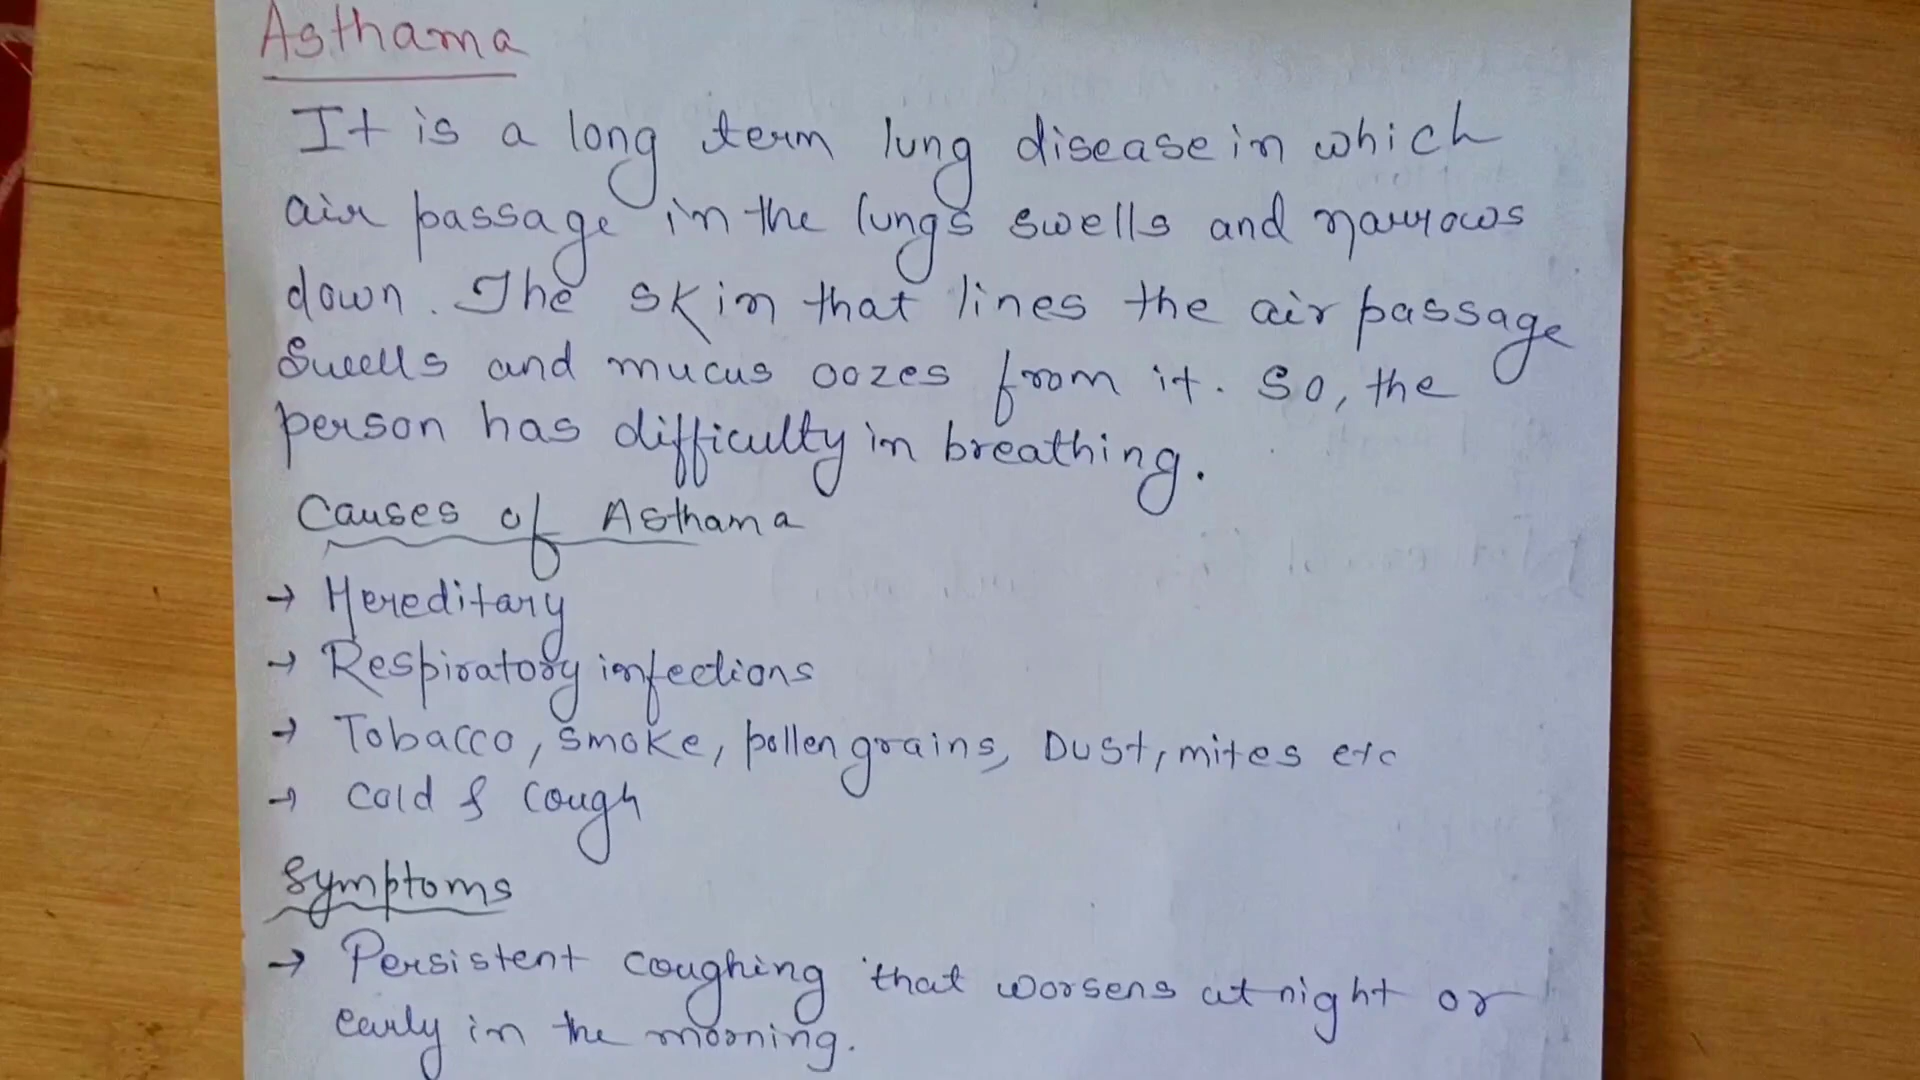 Asthama
It is a long term lung disease in which
air passage in the lungs swells and narrows
down. The skin that lines the air passage
Swells and mucus oozes from it. So, the
person has difficulty in breathing.
Causes of Asthama
→ Hereditary
→ Respiratory infections
→ Tobacco, smoke, pollen grains, Dust, mites etc
→ Cold & Cough
Symptoms
→ Persistent coughing that worsens at night or
early in the morning.